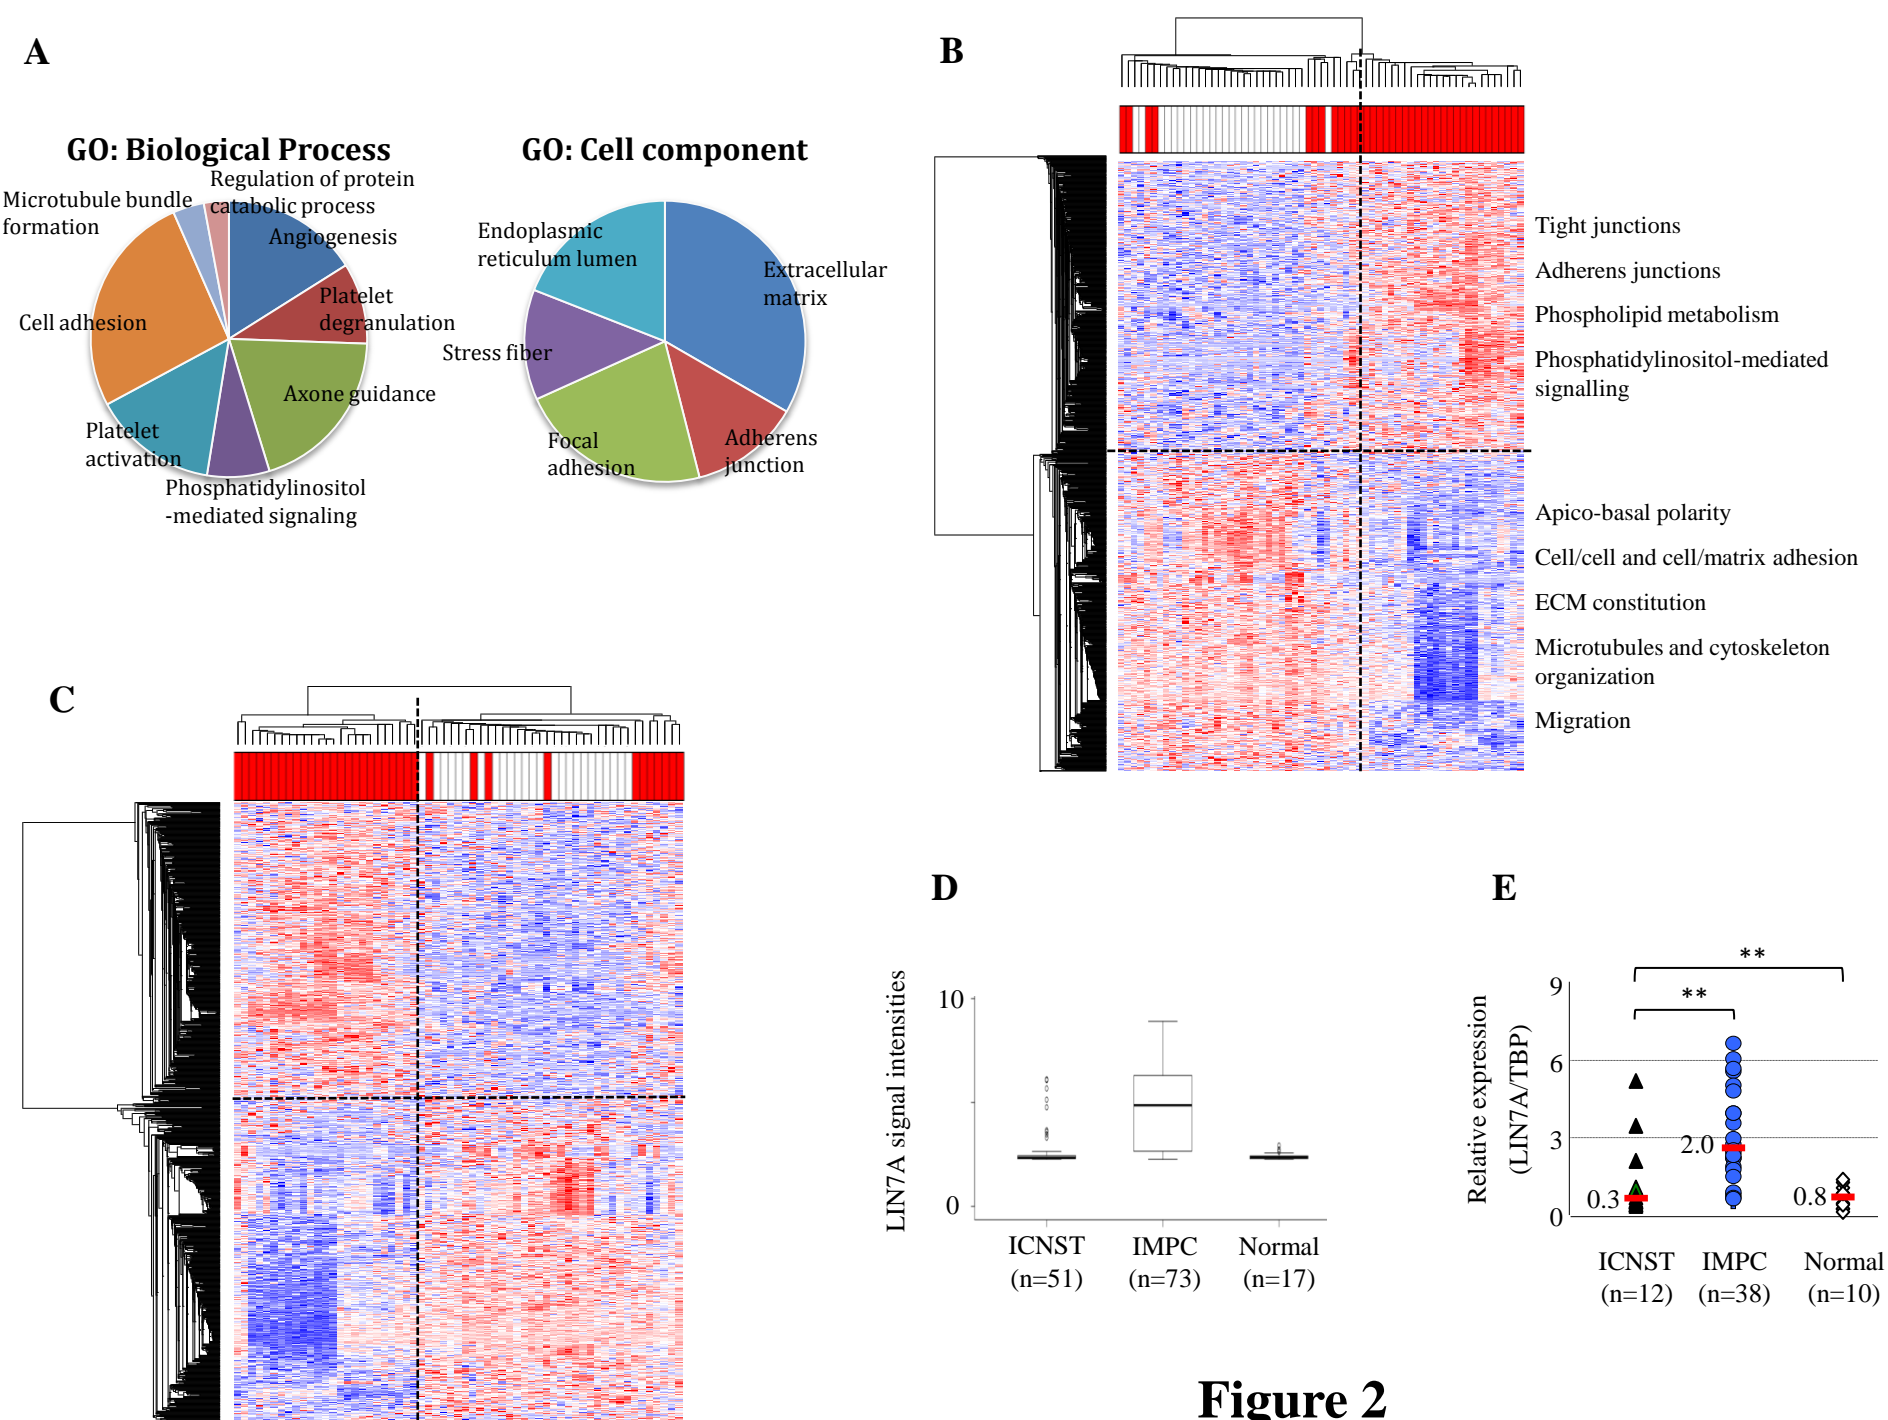 A
GO: Biological Process
Regulation of protein
catabolic process
Microtubule bundle
formation
Angiogenesis
Platelet
degranulation
Cell adhesion
Axone guidance
Platelet
activation
Phosphatidylinositol
-mediated signaling
GO: Cell component
Endoplasmic
reticulum lumen
Extracellular
matrix
Stress fiber
Focal
adhesion
Adherens
junction
B
Tight junctions
Adherens junctions
Phospholipid metabolism
Phosphatidylinositol-mediated
signalling
Apico-basal polarity
Cell/cell and cell/matrix adhesion
ECM constitution
Microtubules and cytoskeleton
organization
Migration
C
D
LIN7A signal intensities
10
0
ICNST
(n=51)
IMPC
(n=73)
Normal
(n=17)
E
Relative expression
(LIN7A/TBP)
9
6
3
0
**
**
0.3
2.0
0.8
ICNST
(n=12)
IMPC
(n=38)
Normal
(n=10)
Figure 2